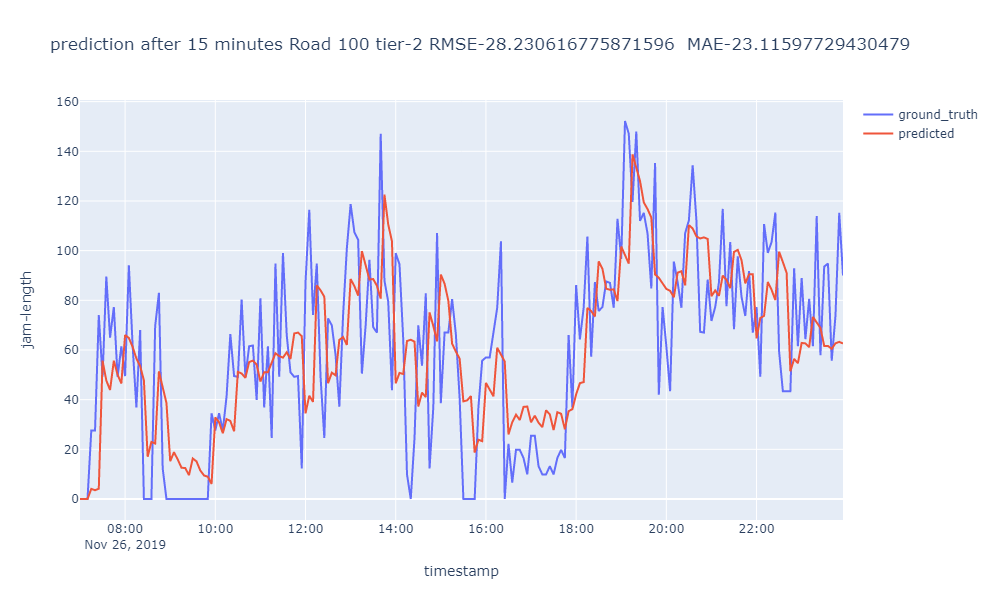 prediction after 15 minutes Road 100 tier-2 RMSE-28.230616775871596 MAE-23.11597729430479
160
140
120
100
80
60
40
20
0
jam-length
08:00
10:00
12:00
14:00
16:00
18:00
20:00
22:00
Nov 26, 2019
timestamp
ground_truth
predicted